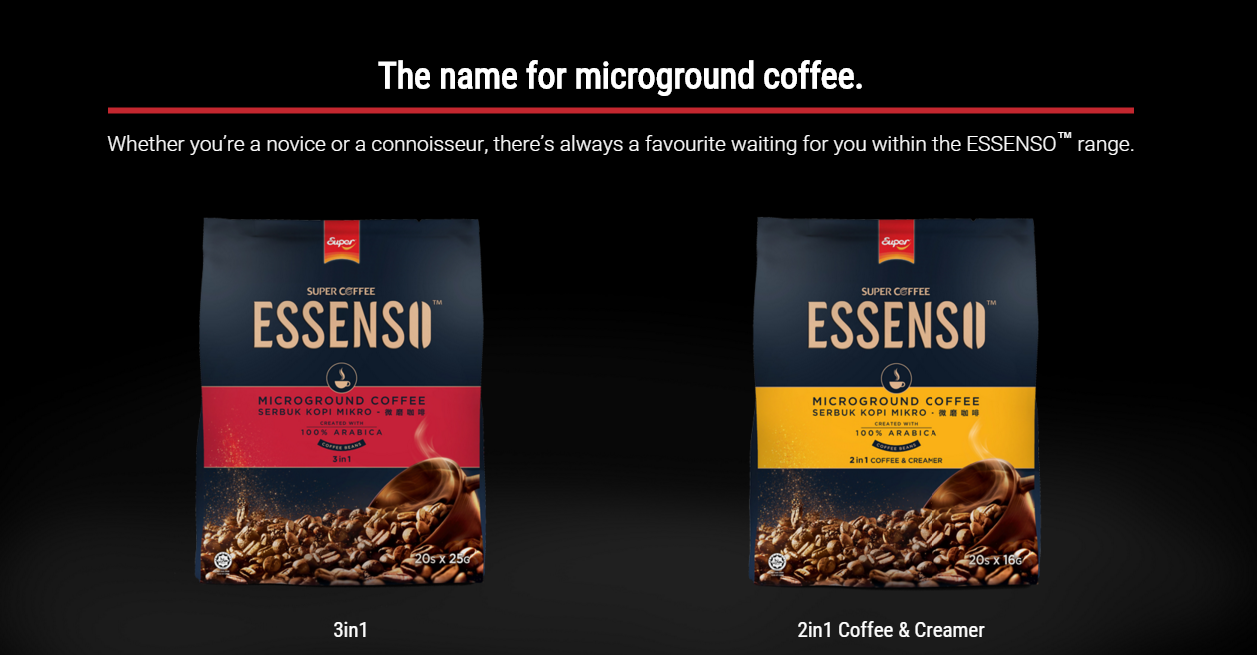 The name for microground coffee.
Whether you're a novice or a connoisseur, there's always a favourite waiting for you within the ESSENSO™ range.
Super
SUPER COFFEE
ESSENSO™
MICROGROUND COFFEE
SERBUK KOPI MIKRO • 微磨咖啡
CREATED WITH
100% ARABICA
COFFEE BEANS
3in1
20s x 25G
3in1
Super
SUPER COFFEE
ESSENSO™
MICROGROUND COFFEE
SERBUK KOPI MIKRO • 微磨咖啡
CREATED WITH
100% ARABICA
COFFEE BEANS
2in1 COFFEE & CREAMER
20s x 16G
2in1 Coffee & Creamer